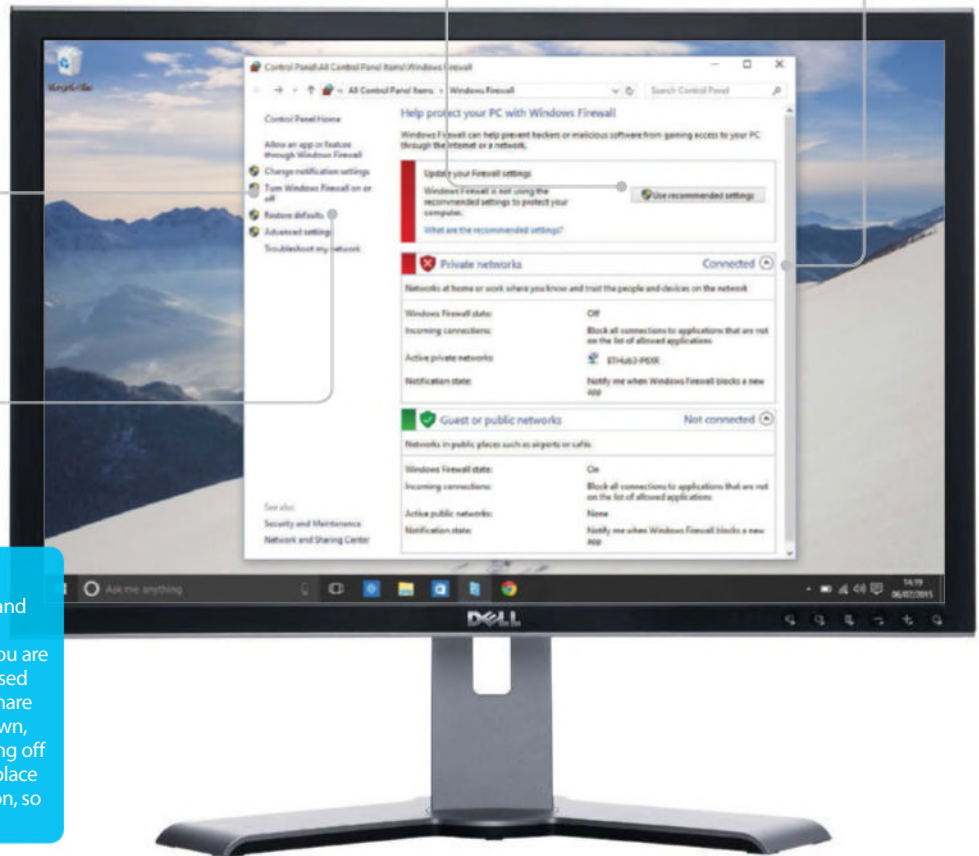 Control Panel\All Control Panel Items\Windows Firewall
All Control Panel Items
Windows Firewall
Search Control Panel
Control Panel Home
Allow an app or feature
through Windows Firewall
Change notification settings
Turn Windows Firewall on or
off
Restore defaults
Advanced settings
Troubleshoot my network
See also
Security and Maintenance
Network and Sharing Center
Help protect your PC with Windows Firewall
Windows Firewall can help prevent hackers or malicious software from gaining access to your PC
through the Internet or a network.
Update your Firewall settings
Windows Firewall is not using the
recommended settings to protect your
computer.
What are the recommended settings?
Use recommended settings
Private networks
Connected
Networks at home or work where you know and trust the people and devices on the network
Windows Firewall state:
Off
Incoming connections:
Block all connections to applications that are not
on the list of allowed applications
Active private networks:
Notification state:
Notify me when Windows Firewall blocks a new
app
Guest or public networks
Not connected
Networks in public places such as airports or cafés
Windows Firewall state:
On
Incoming connections:
Block all connections to applications that are not
on the list of allowed applications
Active public networks:
None
Notification state:
Notify me when Windows Firewall blocks a new
app
Ask me anything
14:19
06/07/2015
DELL
and
ou are
sed
hare
wn,
ng off
place
on, so